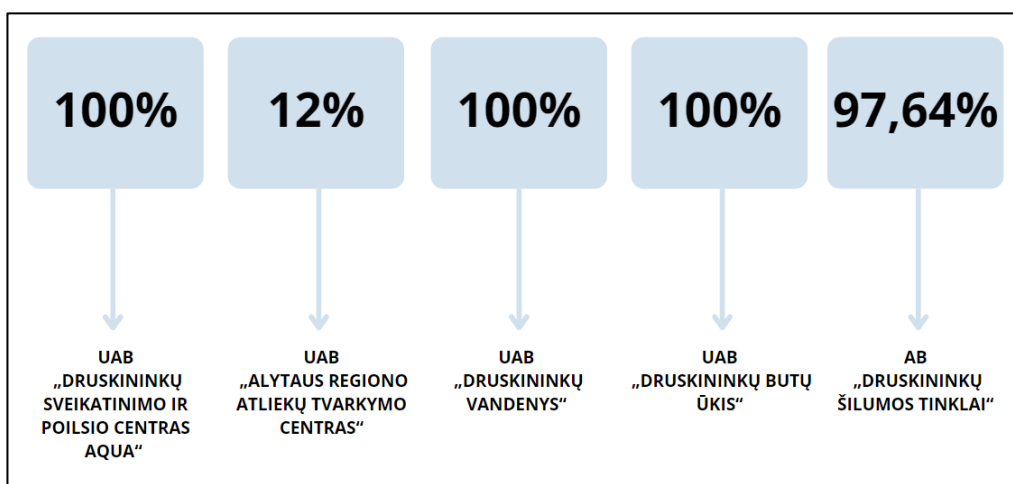 100%
12%
100%
100%
97,64%
UAB
„DRUSKININKŲ
SVEIKATINIMO IR
POILSIO CENTRAS
AQUA“
UAB
„ALYTAUS REGIONO
ATLIEKŲ TVARKYMO
CENTRAS“
UAB
„DRUSKININKŲ
VANDENYS“
UAB
„DRUSKININKŲ BUTŲ
ŪKIS“
AB
„DRUSKININKŲ
ŠILUMOS TINKLAI“